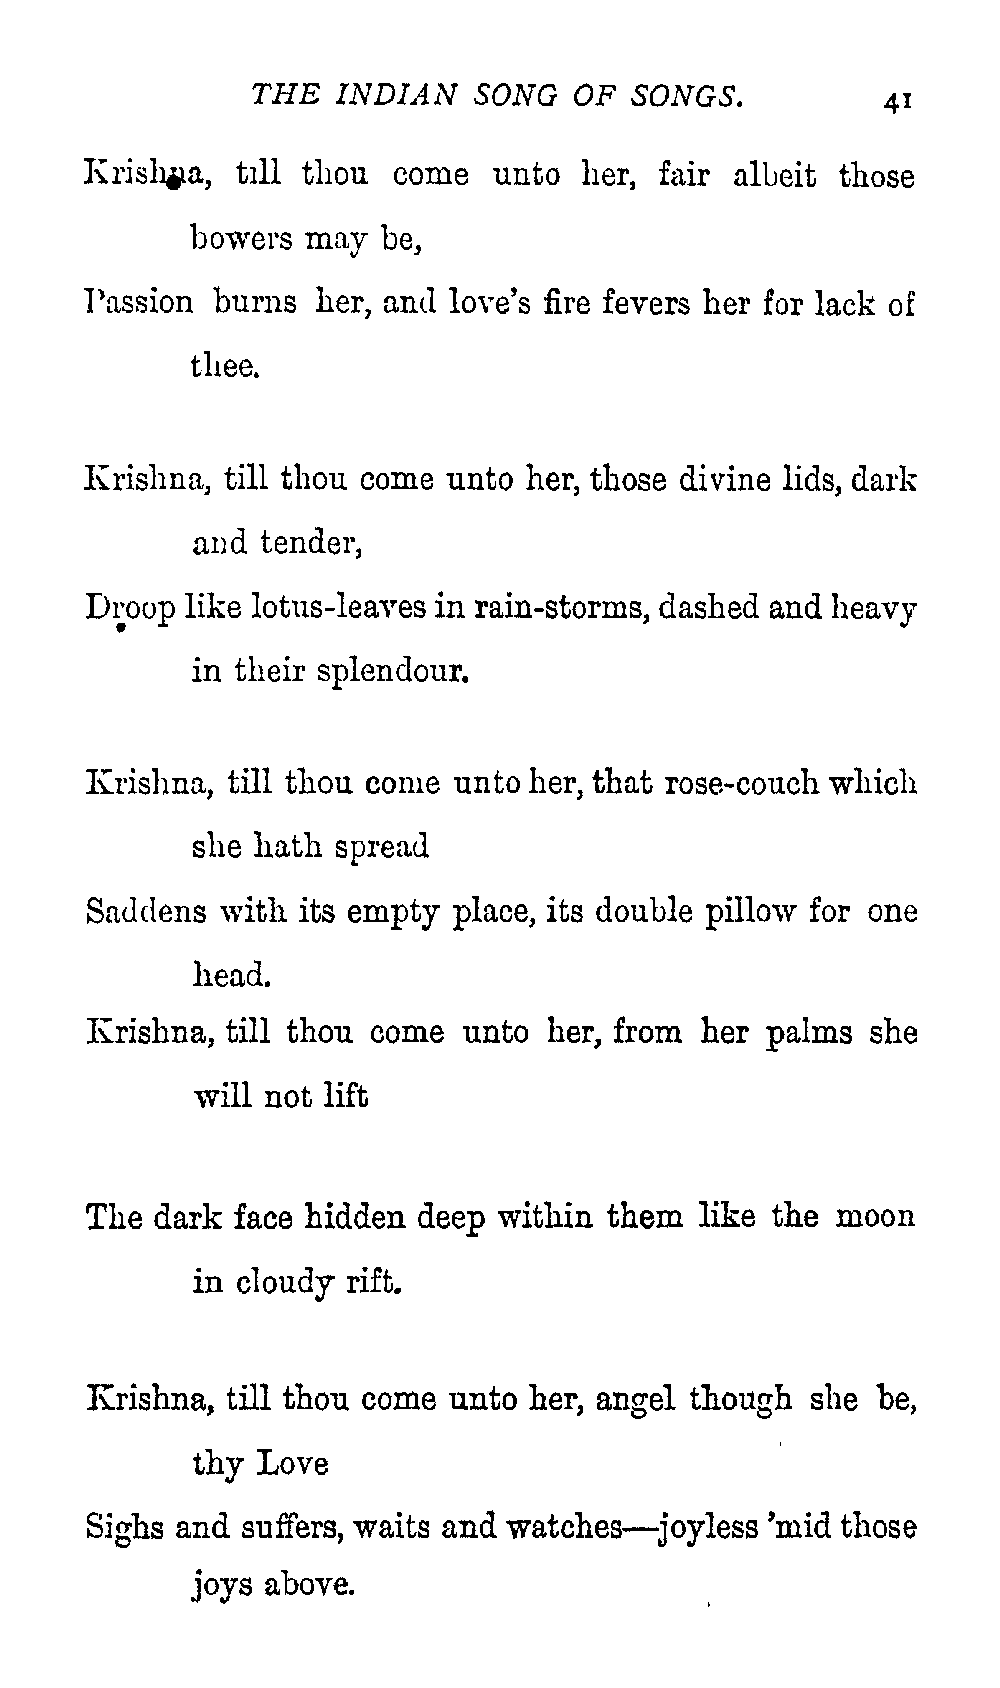 THE INDIAN SONG OF SONGS. 41
Krishna, till thou come unto her, fair albeit those
bowers may be,
Passion burns her, and love's fire fevers her for lack of
thee.
Krishna, till thou come unto her, those divine lids, dark
and tender,
Droop like lotus-leaves in rain-storms, dashed and heavy
in their splendour.
Krishna, till thou come unto her, that rose-couch which
she hath spread
Saddens with its empty place, its double pillow for one
head.
Krishna, till thou come unto her, from her palms she
will not lift
The dark face hidden deep within them like the moon
in cloudy rift.
Krishna, till thou come unto her, angel though she be,
thy Love
Sighs and suffers, waits and watches—joyless 'mid those
joys above.